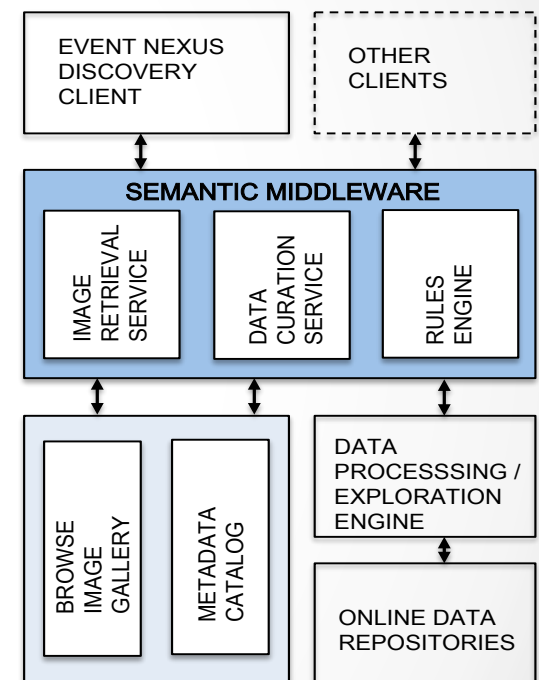 EVENT NEXUS
DISCOVERY
CLIENT
OTHER
CLIENTS
SEMANTIC MIDDLEWARE
IMAGE
RETRIEVAL
SERVICE
DATA
CURATION
SERVICE
RULES
ENGINE
BROWSE
IMAGE
GALLERY
METADATA
CATALOG
DATA
PROCESSSING /
EXPLORATION
ENGINE
ONLINE DATA
REPOSITORIES